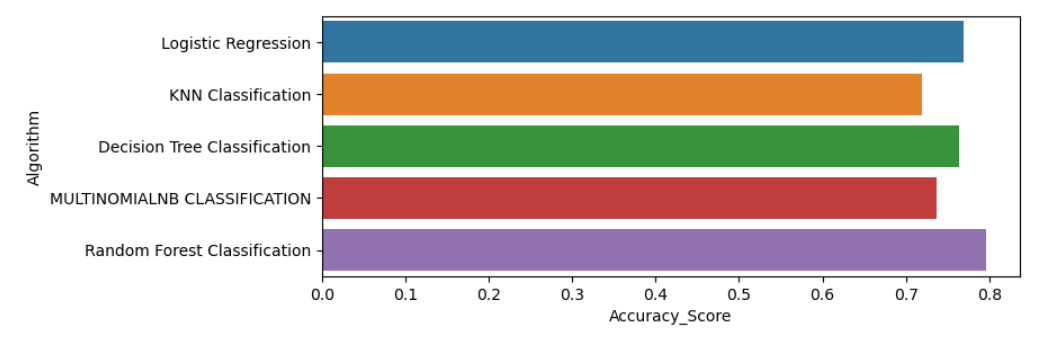 Algorithm
Logistic Regression
KNN Classification
Decision Tree Classification
MULTINOMIALNB CLASSIFICATION
Random Forest Classification
0.0 0.1 0.2 0.3 0.4 0.5 0.6 0.7 0.8
Accuracy_Score